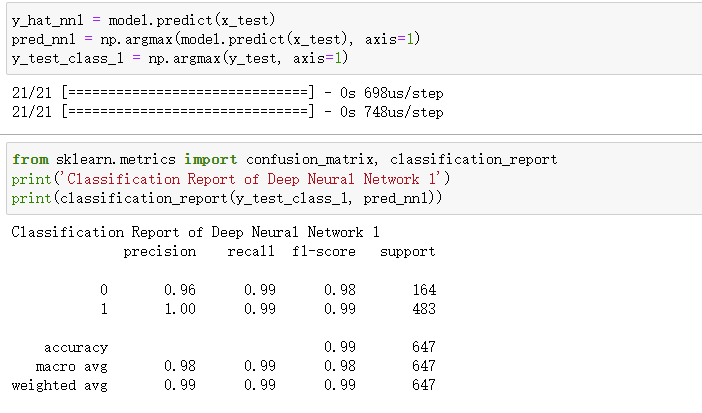 y_hat_nn1 = model.predict(x_test)
pred_nn1 = np.argmax(model.predict(x_test), axis=1)
y_test_class_1 = np.argmax(y_test, axis=1)
21/21 [==============================] - 0s 698us/step
21/21 [==============================] - 0s 748us/step
from sklearn.metrics import confusion_matrix, classification_report
print('Classification Report of Deep Neural Network 1')
print(classification_report(y_test_class_1, pred_nn1))
Classification Report of Deep Neural Network 1
precision recall f1-score support
0 0.96 0.99 0.98 164
1 1.00 0.99 0.99 483
accuracy 0.99 647
macro avg 0.98 0.99 0.98 647
weighted avg 0.99 0.99 0.99 647